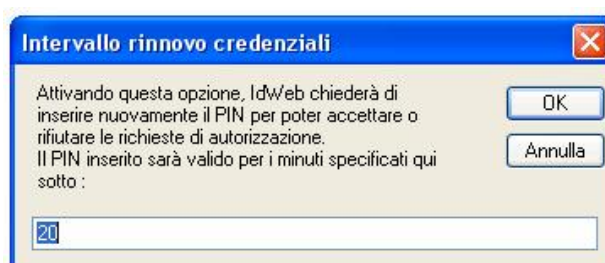 Intervallo rinnovo credenziali
Attivando questa opzione, IdWeb chiederà di
inserire nuovamente il PIN per poter accettare o
rifiutare le richieste di autorizzazione.
Il PIN inserito sarà valido per i minuti specificati qui
sotto :
OK
Annulla
20